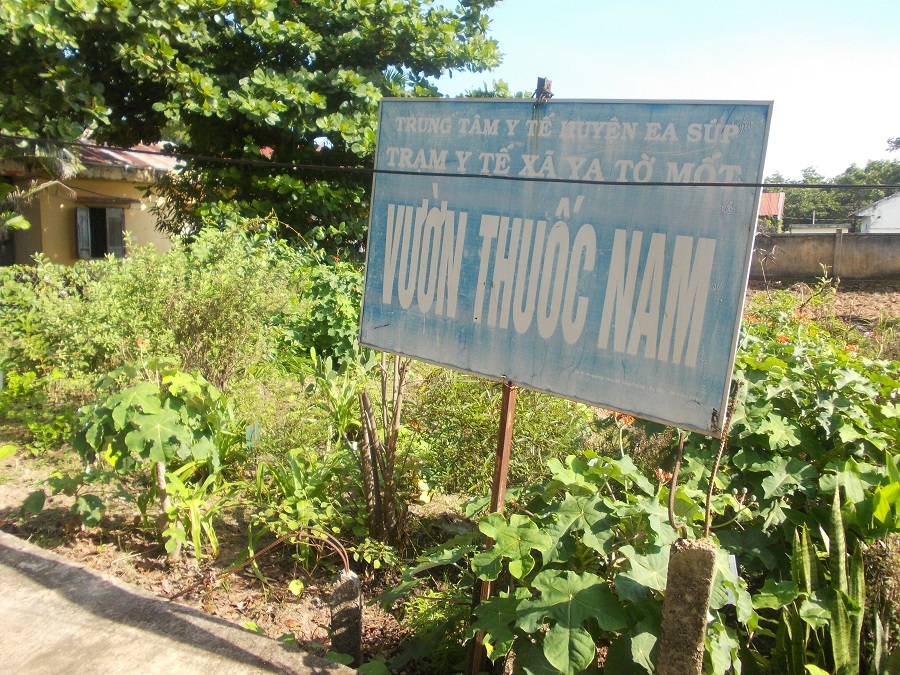 TRUNG TÂM Y TẾ HUYỆN EA SÚP
TRẠM Y TẾ XÃ YA TỜ MỐT
VƯỜN THUỐC NAM